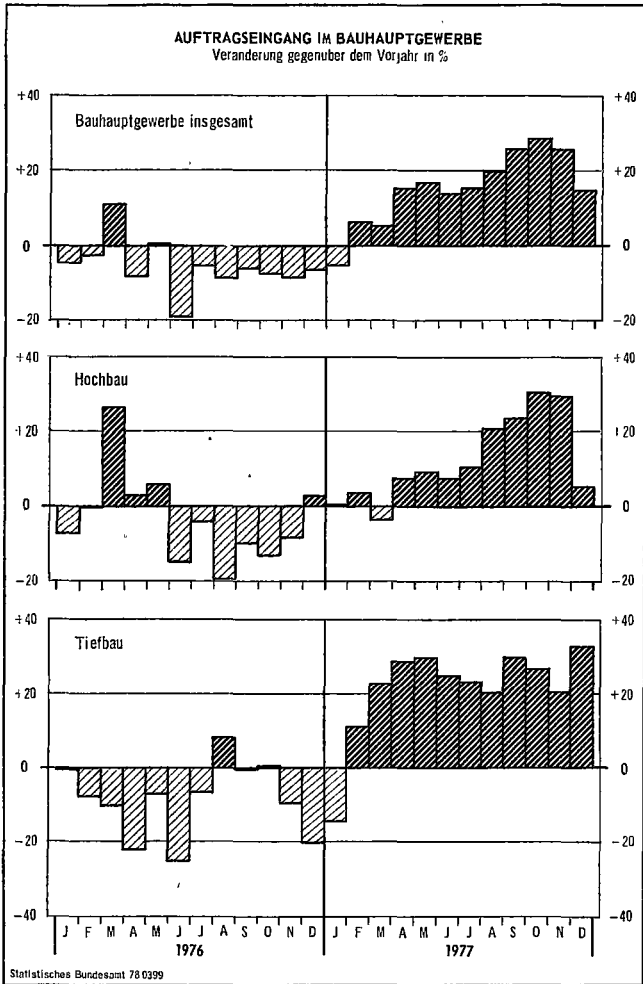 AUFTRAGSEINGANG IM BAUHAUPTGEWERBE
Veranderung gegenuber dem Vorjahr in %
+40 +40
Bauhauptgewerbe insgesamt
+20 +20
0 0
−20 −20
+40 +40
Hochbau
+20 +20
0 0
−20 −20
+40 +40
Tiefbau
+20 +20
0 0
−20 −20
−40 −40
J F M A M J J A S O N D J F M A M J J A S O N D
1976 1977
Statistisches Bundesamt 78 0399